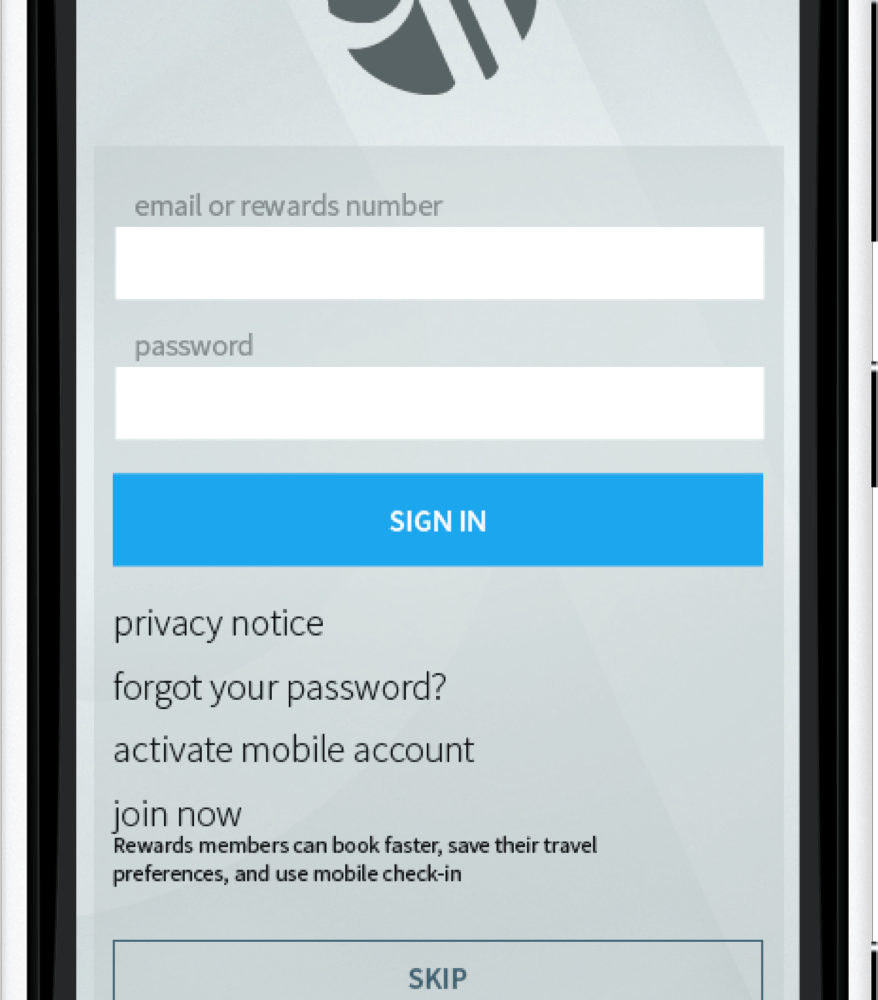 email or rewards number
password
SIGN IN
privacy notice
forgot your password?
activate mobile account
join now
Rewards members can book faster, save their travel
preferences, and use mobile check-in
SKIP